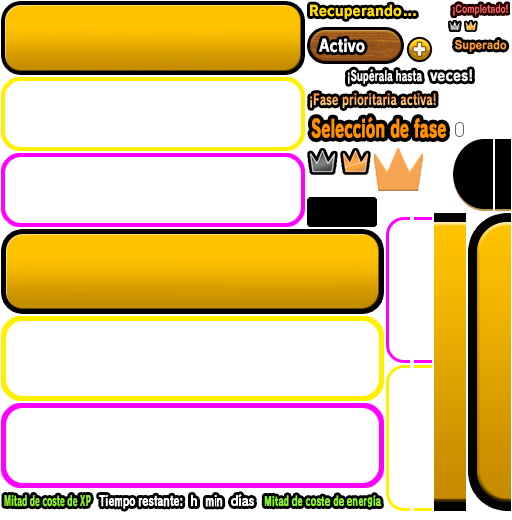 Recuperando...
¡Completado!
Activo
Superado
¡Supérala hasta veces!
¡Fase prioritaria activa!
Selección de fase
Mitad de coste de XP Tiempo restante: h min días Mitad de coste de energía